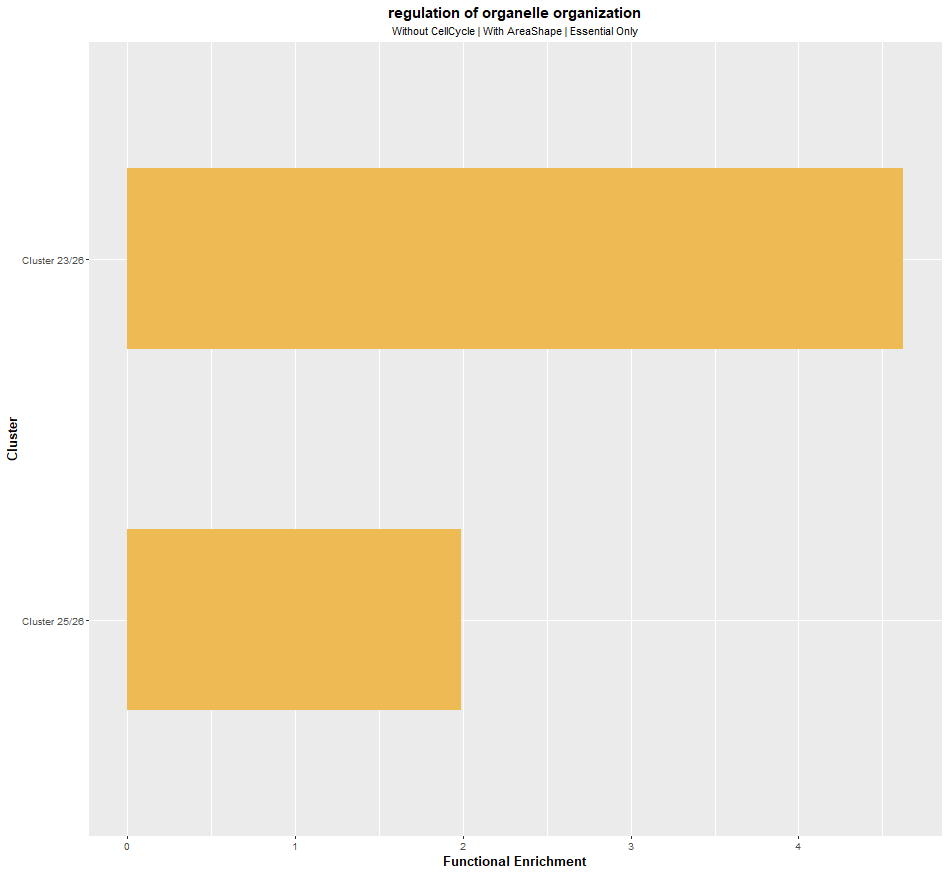 regulation of organelle organization
Without CellCycle | With AreaShape | Essential Only
Cluster 23/26
Cluster
Cluster 25/26
0 1 2 3 4
Functional Enrichment